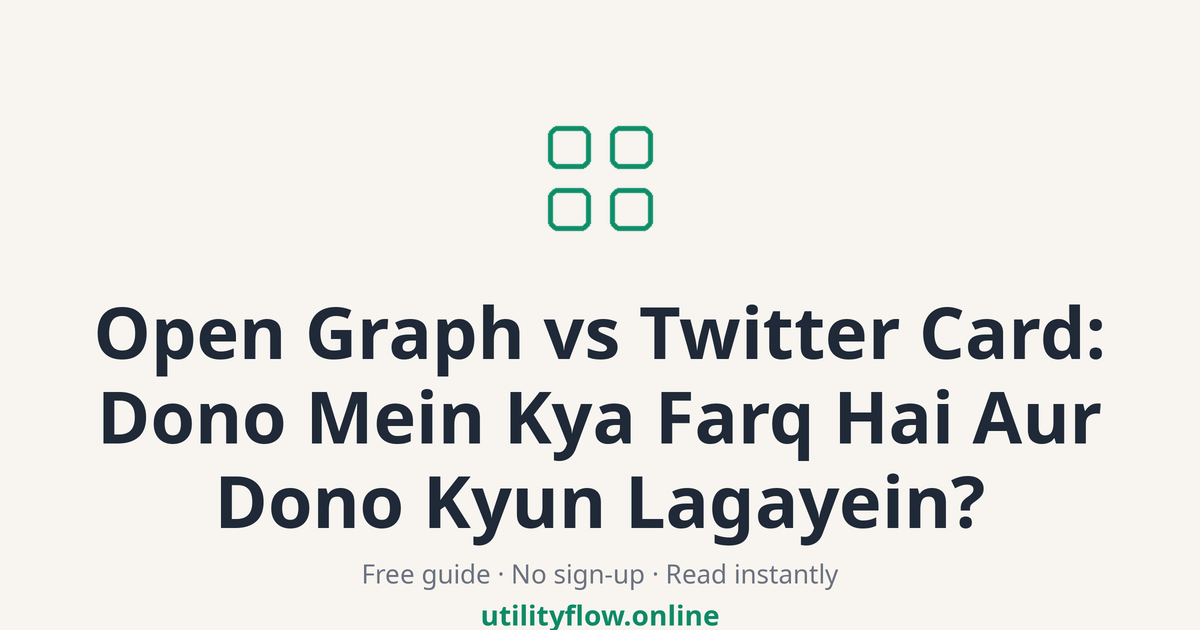 Open Graph vs Twitter Card:
Dono Mein Kya Farq Hai Aur
Dono Kyun Lagayein?
Free guide · No sign-up · Read instantly
utilityflow.online